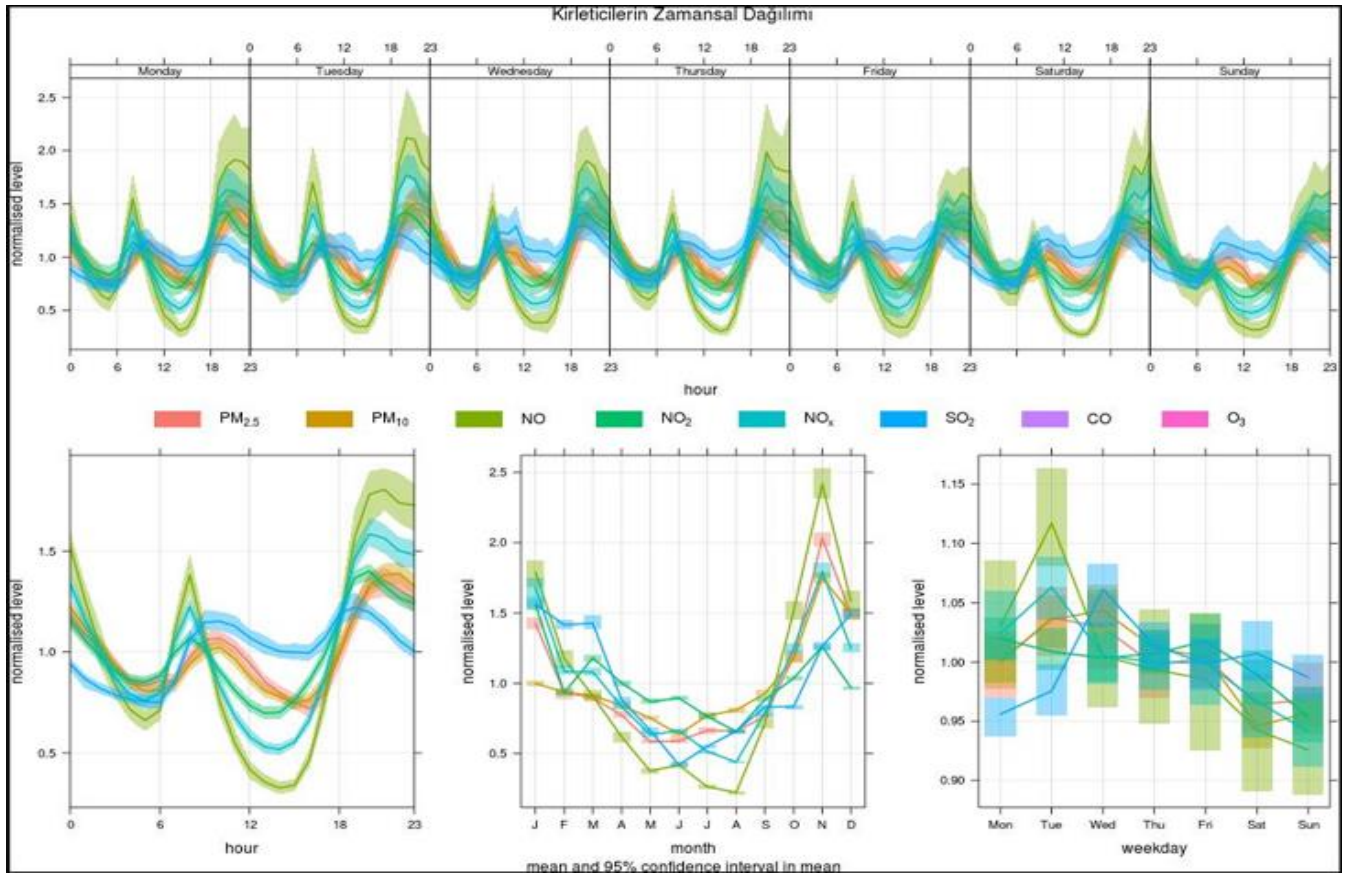 Kirleticilerin Zamansal Dağılımı
0 6 12 18 23 0 6 12 18 23 0 6 12 18 23
Monday Tuesday Wednesday Thursday Friday Saturday Sunday
2.5
2.0
1.5
1.0
0.5
normalised level
0 6 12 18 23 0 6 12 18 23 0 6 12 18 23 0 6 12 18 23
hour
PM2.5 PM10 NO NO2 NOx SO2 CO O3
1.5
1.0
0.5
normalised level
0 6 12 18 23
hour
2.5
2.0
1.5
1.0
0.5
normalised level
J F M A M J J A S O N D
month
mean and 95% confidence interval in mean
1.15
1.10
1.05
1.00
0.95
0.90
normalised level
Mon Tue Wed Thu Fri Sat Sun
weekday